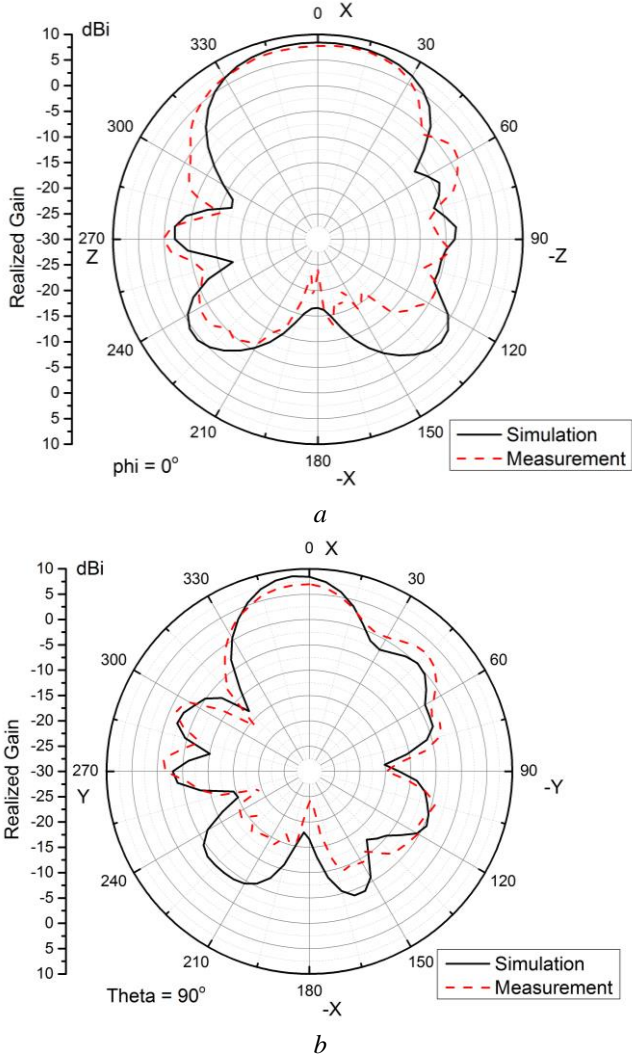 dBi
0 X
10
5
0
-5
-10
-15
-20
-25
-30
-25
-20
-15
-10
-5
0
5
10
Realized Gain
330
30
300
60
270
Z
90
-Z
240
120
210
150
180
-X
phi = 0°
Simulation
Measurement
a
dBi
0 X
10
5
0
-5
-10
-15
-20
-25
-30
-25
-20
-15
-10
-5
0
5
10
Realized Gain
330
30
300
60
270
Y
90
-Y
240
120
210
150
180
-X
Theta = 90°
Simulation
Measurement
b